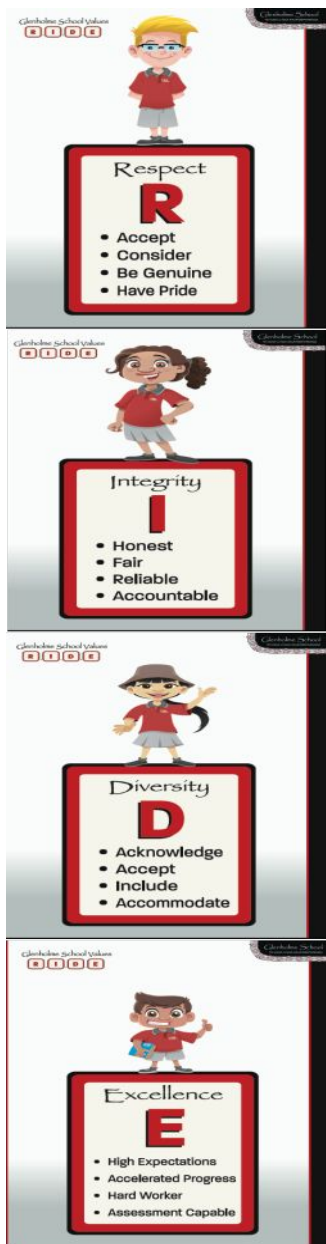 Glenholme School Values
R I D E
Glenholme School
Respect
R
• Accept
• Consider
• Be Genuine
• Have Pride
Glenholme School Values
R I D E
Glenholme School
Integrity
I
• Honest
• Fair
• Reliable
• Accountable
Glenholme School Values
R I D E
Glenholme School
Diversity
D
• Acknowledge
• Accept
• Include
• Accommodate
Glenholme School Values
R I D E
Glenholme School
Excellence
E
• High Expectations
• Accelerated Progress
• Hard Worker
• Assessment Capable